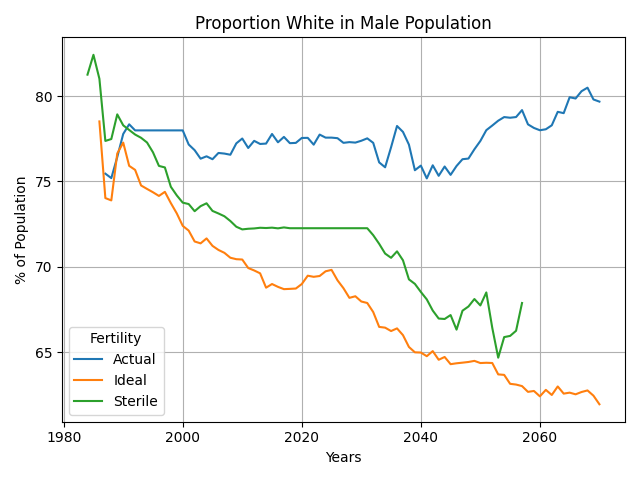 Proportion White in Male Population
% of Population
80
75
70
65
Fertility
Actual
Ideal
Sterile
1980
2000
2020
2040
2060
Years